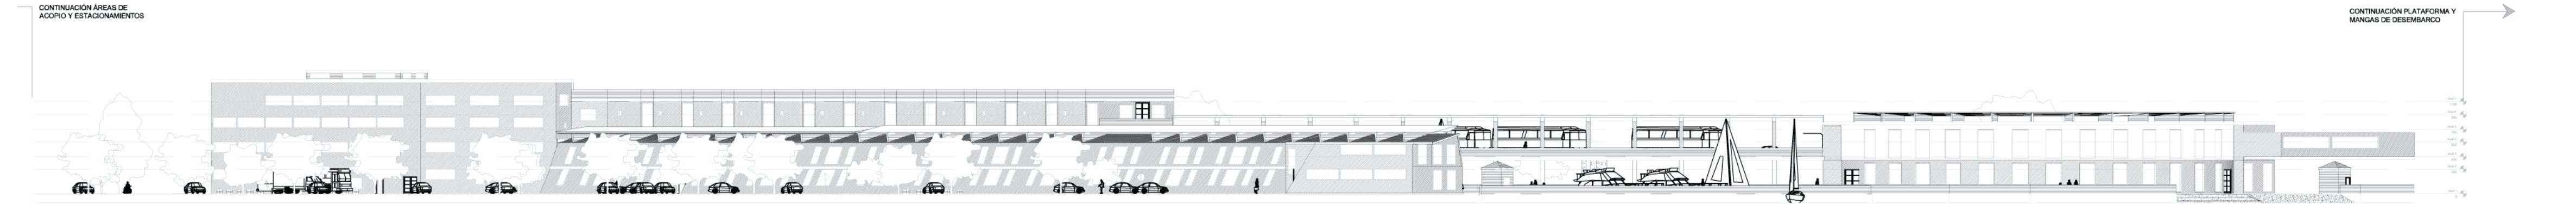 CONTINUACIÓN ÁREAS DE
ACOPIO Y ESTACIONAMIENTOS
CONTINUACIÓN PLATAFORMA Y
MANGAS DE DESEMBARCO